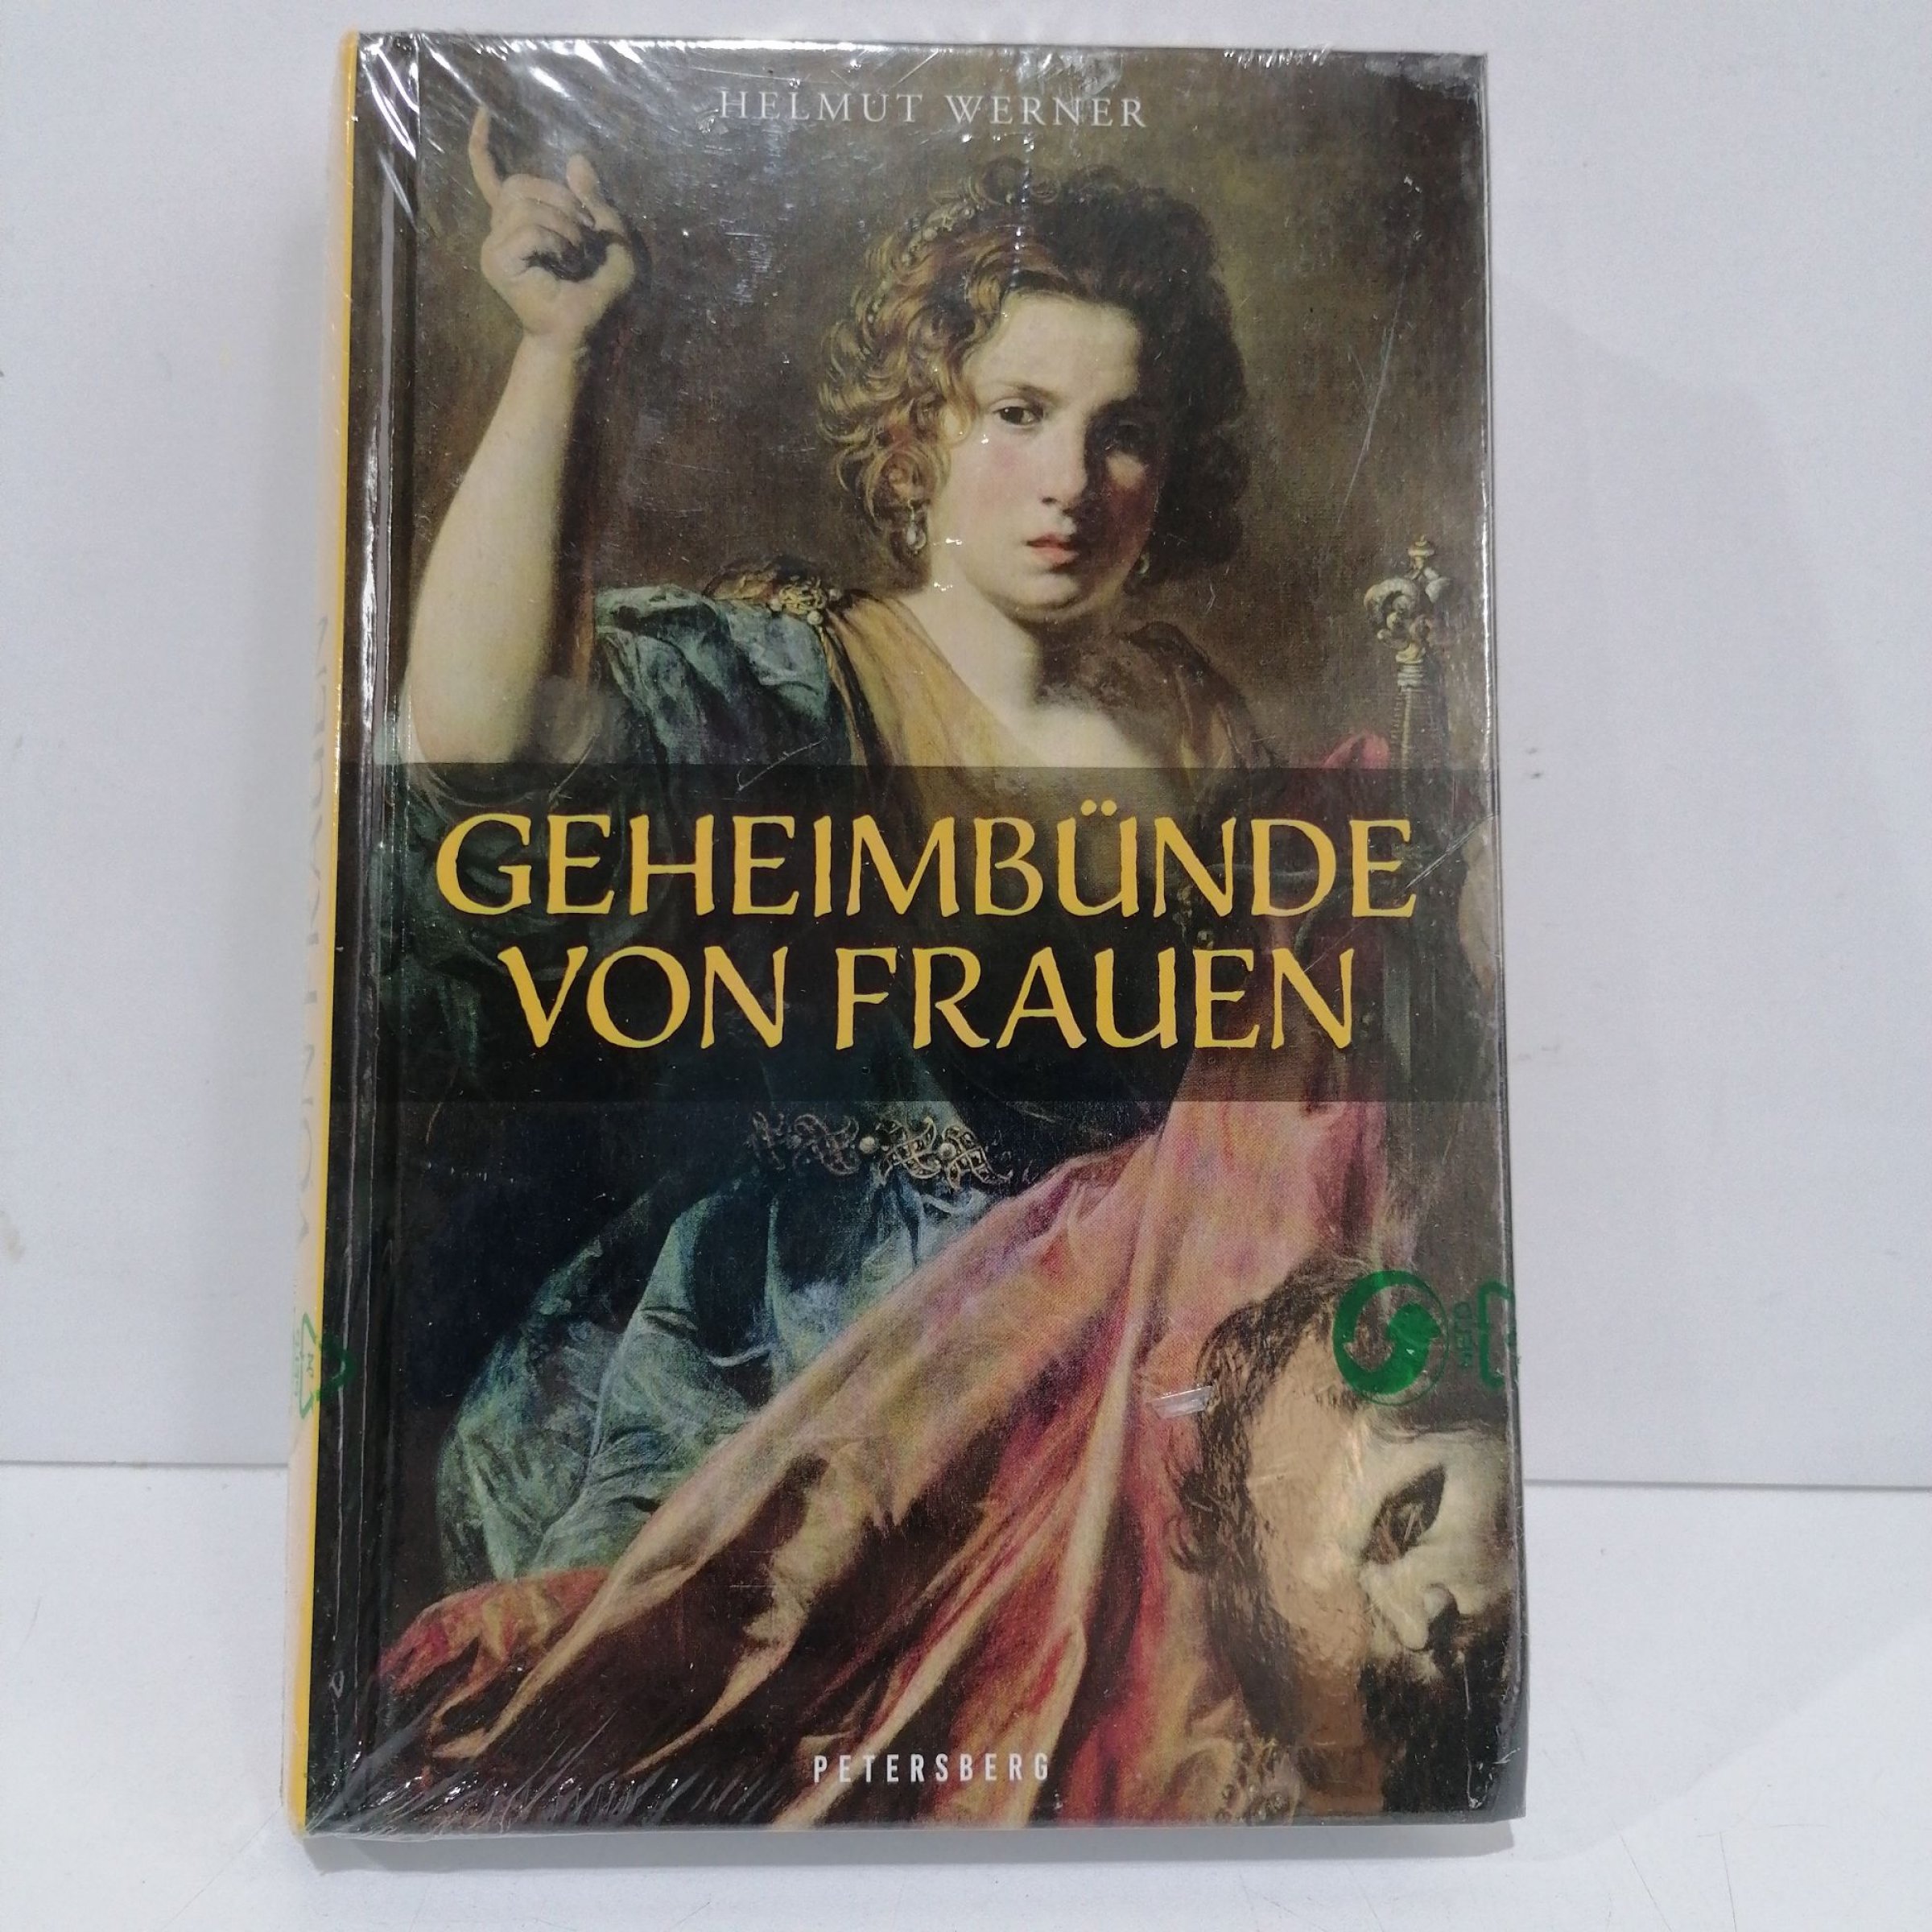 HELMUT WERNER
GEHEIMBÜNDE
VON FRAUEN
PETERSBERG